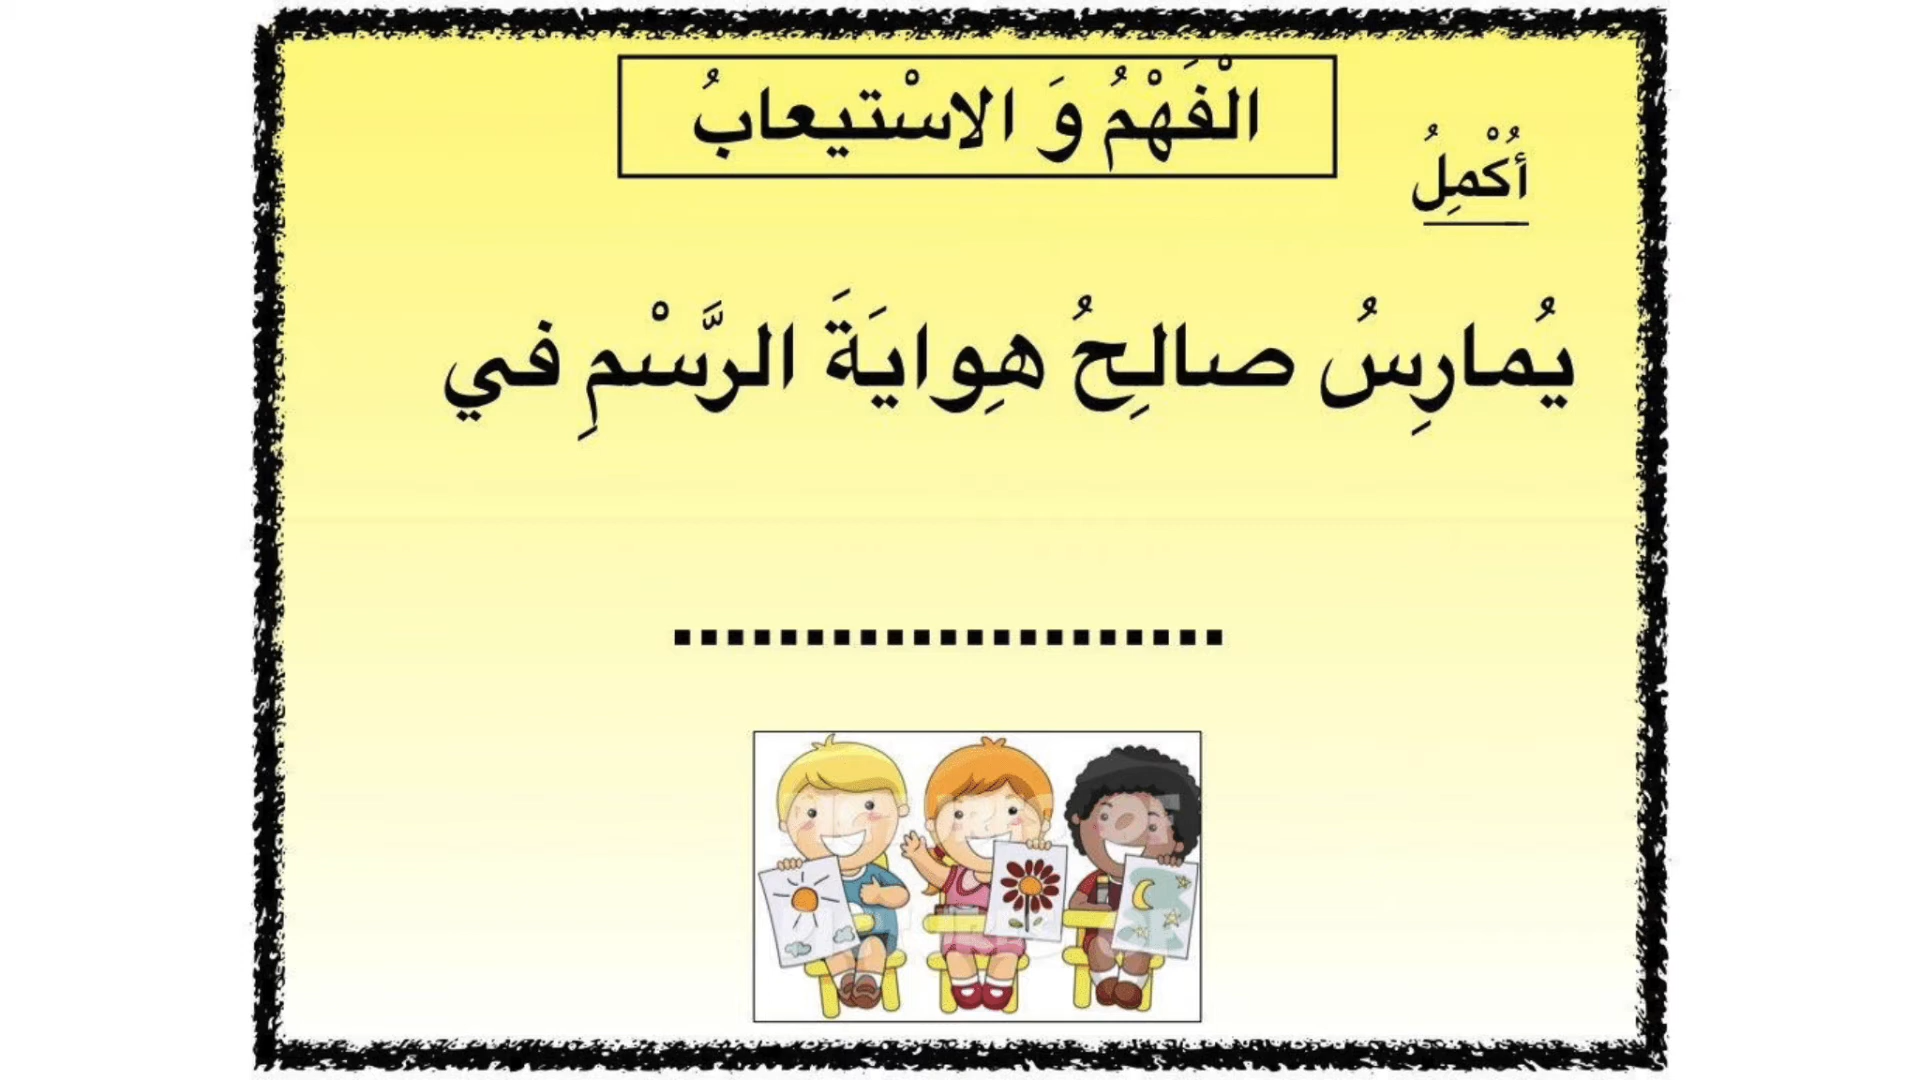 الْفَهْمُ وَ الاسْتيعابُ
أُكْمِلُ
يُمارِسُ صالِحُ هِوايَةَ الرَّسْمِ في
.....................